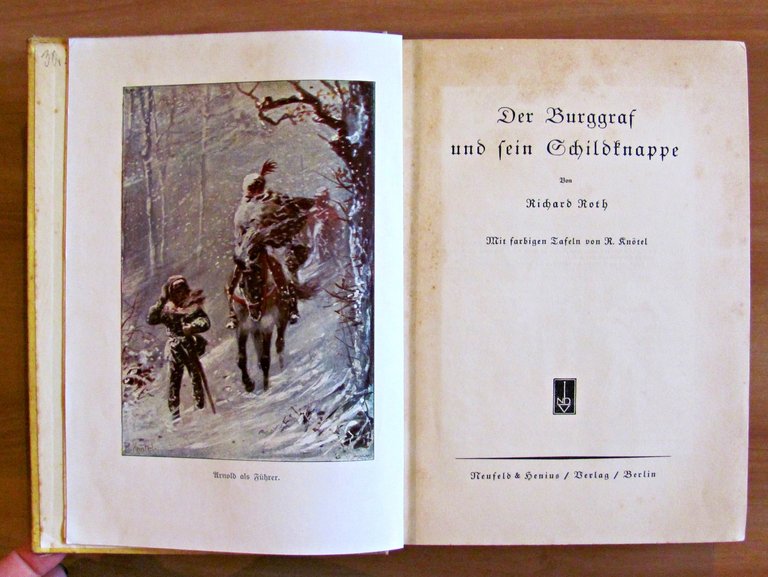 Arnold als Führer.
Der Burggraf
und sein Schildknappe
Von
Richard Roth
Mit farbigen Tafeln von R. Knötel
Neufeld & Henius / Verlag / Berlin